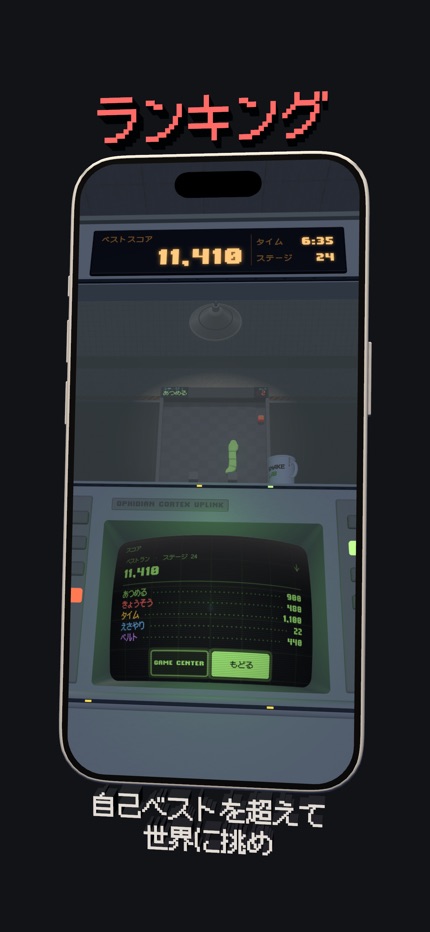 ランキング
ベストスコア
11,410
タイム 6:35
ステージ 24
あつめる
OPHIDIAN CORTEX UPLINK
スコア
ベストラン ステージ 24
11,410
あつめる 900
きょうそう 400
タイム 1,100
えさやり 22
ベルト 440
GAME CENTER
もどる
自己ベストを超えて
世界に挑め